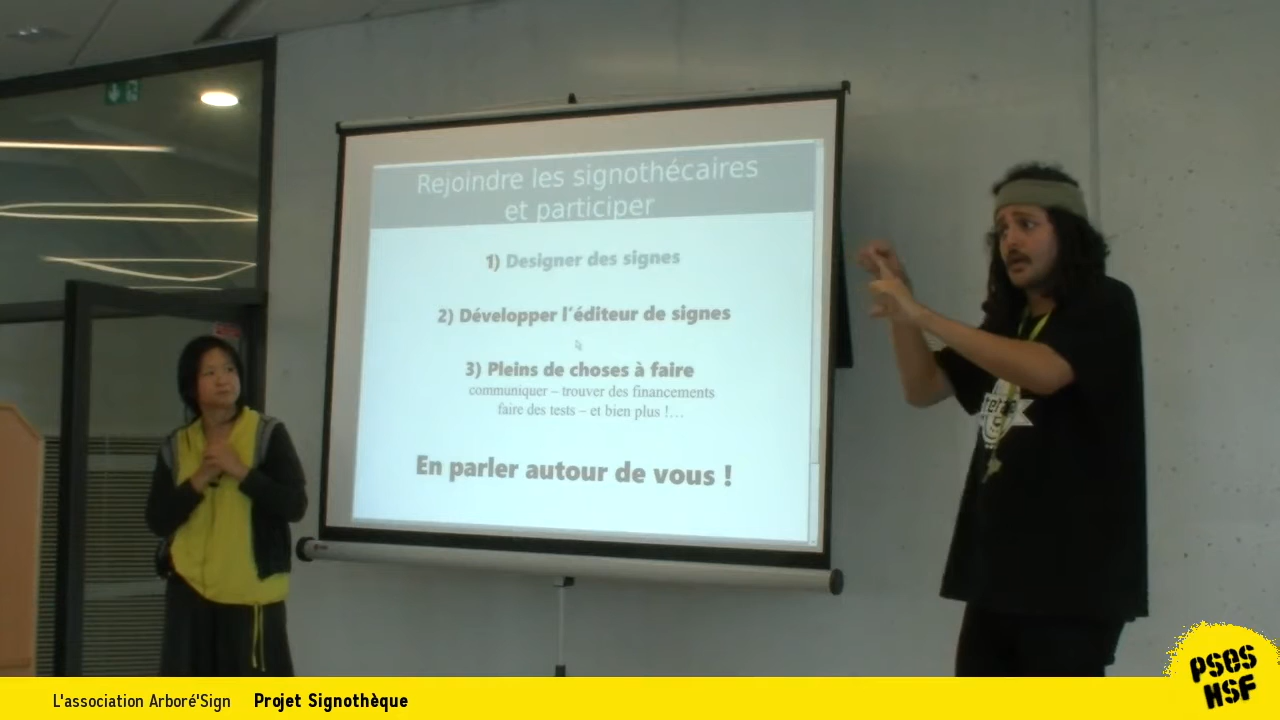 Rejoindre les signothécaires
et participer
1) Designer des signes
2) Développer l'éditeur de signes
3) Pleins de choses à faire
communiquer – trouver des financements
faire des tests – et bien plus !...
En parler autour de vous !
PSES
HSF
L'association Arboré'Sign Projet Signothèque